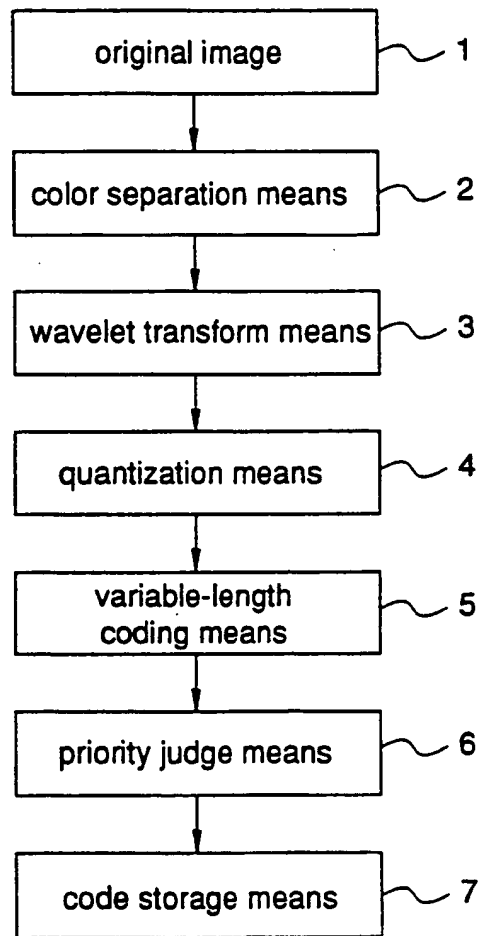 original image 1
color separation means 2
wavelet transform means 3
quantization means 4
variable-length 5
coding means
priority judge means 6
code storage means 7